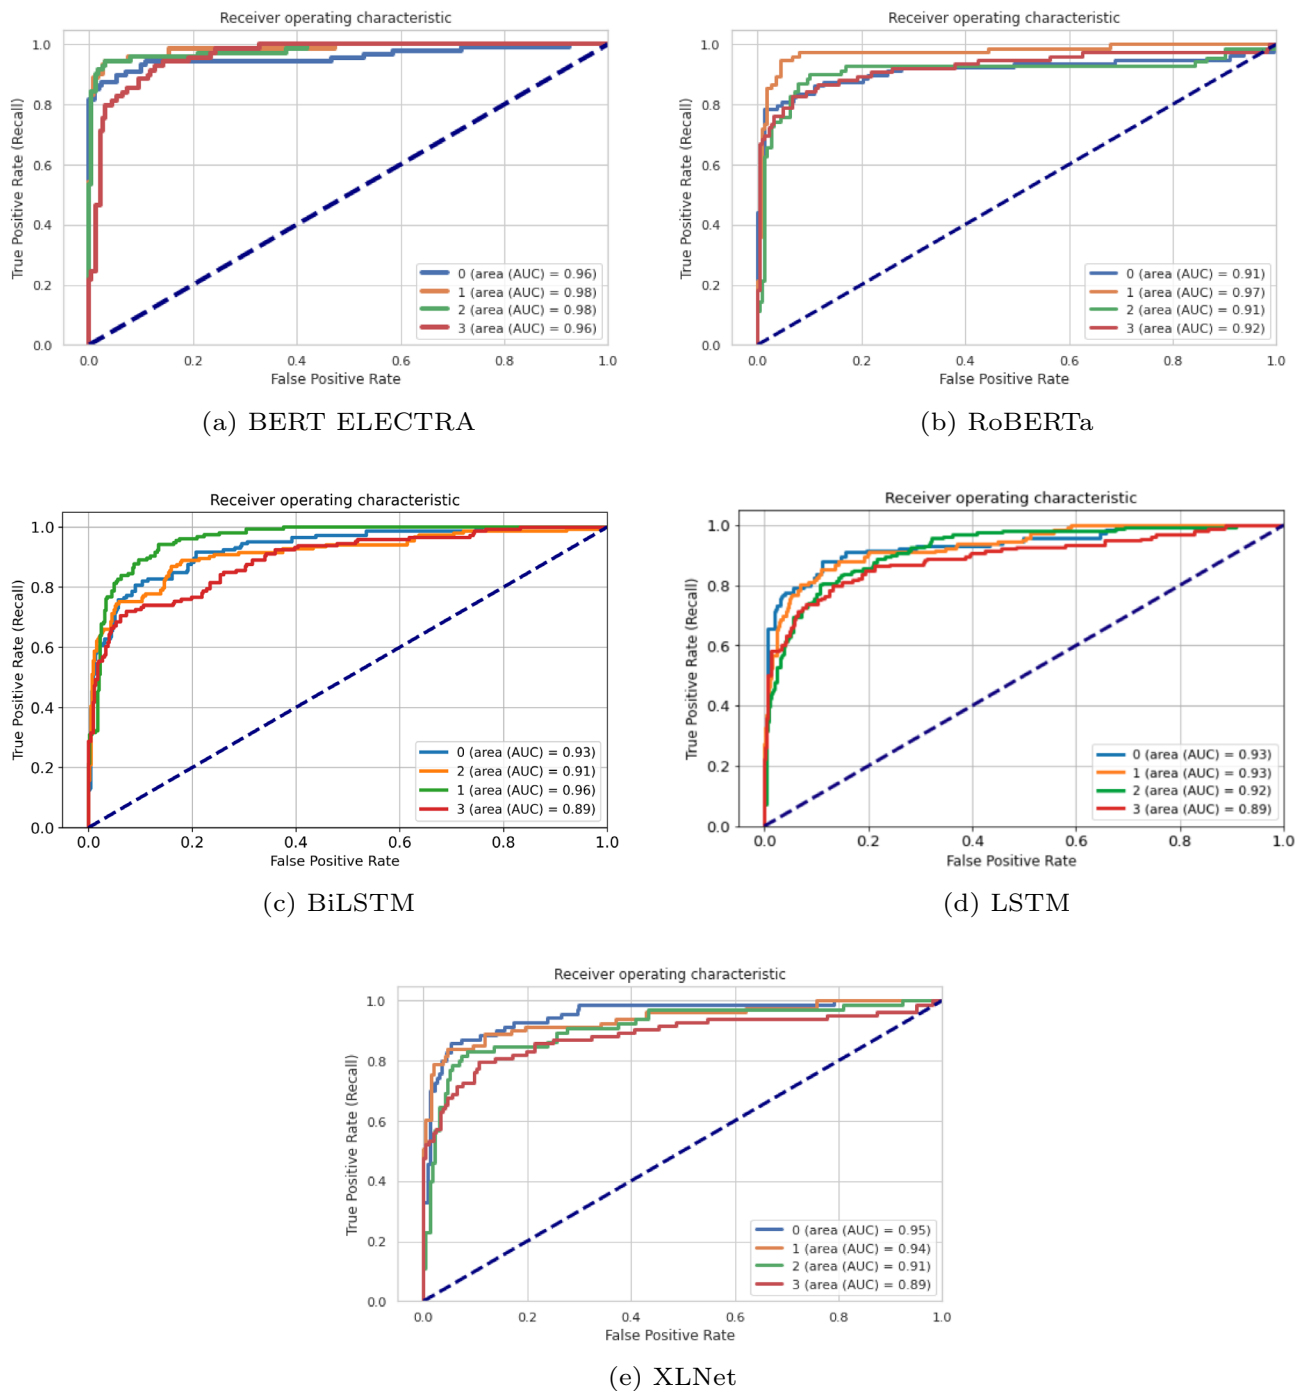 Receiver operating characteristic
True Positive Rate (Recall)
1.0
0.8
0.6
0.4
0.2
0.0
0 (area (AUC) = 0.96)
1 (area (AUC) = 0.98)
2 (area (AUC) = 0.98)
3 (area (AUC) = 0.96)
0.0 0.2 0.4 0.6 0.8 1.0
False Positive Rate
(a) BERT ELECTRA
Receiver operating characteristic
True Positive Rate (Recall)
1.0
0.8
0.6
0.4
0.2
0.0
0 (area (AUC) = 0.91)
1 (area (AUC) = 0.97)
2 (area (AUC) = 0.91)
3 (area (AUC) = 0.92)
0.0 0.2 0.4 0.6 0.8 1.0
False Positive Rate
(b) RoBERTa
Receiver operating characteristic
True Positive Rate (Recall)
1.0
0.8
0.6
0.4
0.2
0.0
0 (area (AUC) = 0.93)
2 (area (AUC) = 0.91)
1 (area (AUC) = 0.96)
3 (area (AUC) = 0.89)
0.0 0.2 0.4 0.6 0.8 1.0
False Positive Rate
(c) BiLSTM
Receiver operating characteristic
True Positive Rate (Recall)
1.0
0.8
0.6
0.4
0.2
0.0
0 (area (AUC) = 0.93)
1 (area (AUC) = 0.93)
2 (area (AUC) = 0.92)
3 (area (AUC) = 0.89)
0.0 0.2 0.4 0.6 0.8 1.0
False Positive Rate
(d) LSTM
Receiver operating characteristic
True Positive Rate (Recall)
1.0
0.8
0.6
0.4
0.2
0.0
0 (area (AUC) = 0.95)
1 (area (AUC) = 0.94)
2 (area (AUC) = 0.91)
3 (area (AUC) = 0.89)
0.0 0.2 0.4 0.6 0.8 1.0
False Positive Rate
(e) XLNet